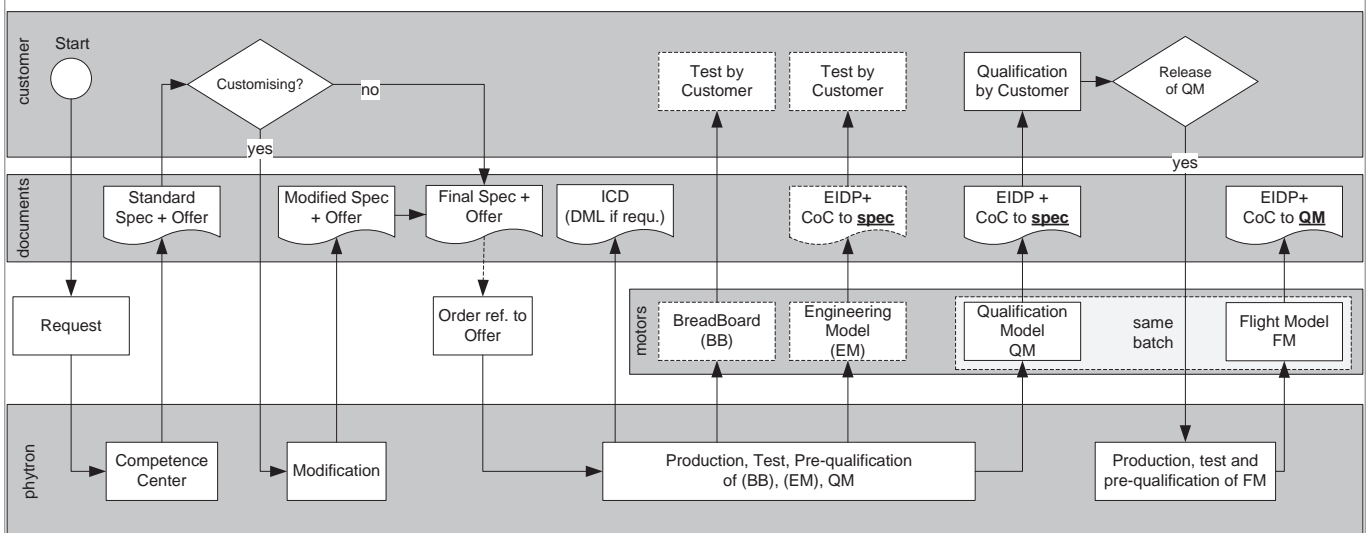 customer
Start
Customising?
no
yes
Test by
Customer
Test by
Customer
Qualification
by Customer
Release
of QM
yes
documents
Standard
Spec + Offer
Modified Spec
+ Offer
Final Spec +
Offer
ICD
(DML if requ.)
EIDP+
CoC to spec
EIDP +
CoC to spec
EIDP+
CoC to QM
Request
Order ref. to
Offer
motors
BreadBoard
(BB)
Engineering
Model
(EM)
Qualification
Model
QM
same
batch
Flight Model
FM
phytron
Competence
Center
Modification
Production, Test, Pre-qualification
of (BB), (EM), QM
Production, test and
pre-qualification of FM